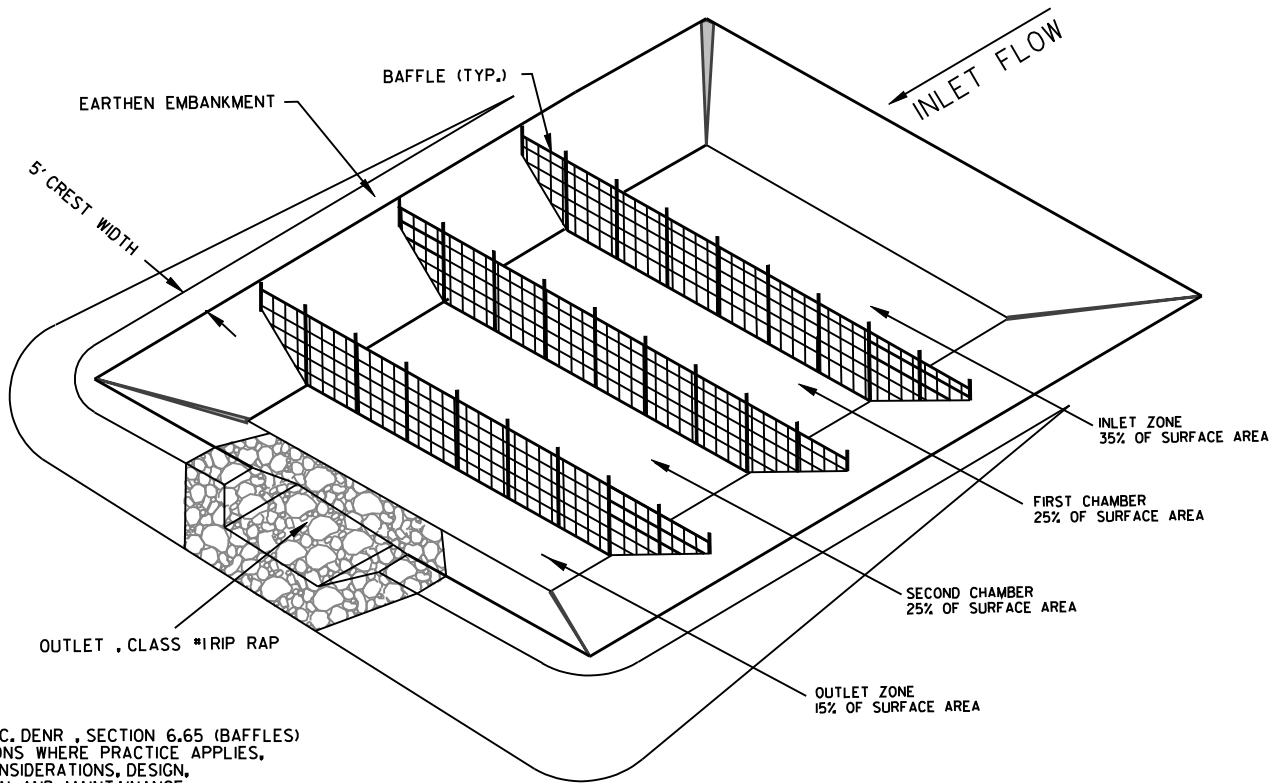 INLET FLOW
BAFFLE (TYP.)
EARTHEN EMBANKMENT
5' CREST WIDTH
INLET ZONE
35% OF SURFACE AREA
FIRST CHAMBER
25% OF SURFACE AREA
SECOND CHAMBER
25% OF SURFACE AREA
OUTLET , CLASS #1 RIP RAP
OUTLET ZONE
15% OF SURFACE AREA
C. DENR , SECTION 6.65 (BAFFLES)
ONS WHERE PRACTICE APPLIES,
NSIDERATIONS, DESIGN,